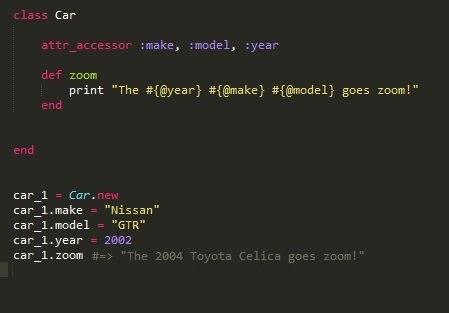 class Car
attr_accessor :make, :model, :year
def zoom
print "The #{@year} #{@make} #{@model} goes zoom!"
end
end
car_1 = Car.new
car_1.make = "Nissan"
car_1.model = "GTR"
car_1.year = 2002
car_1.zoom #=> "The 2004 Toyota Celica goes zoom!"